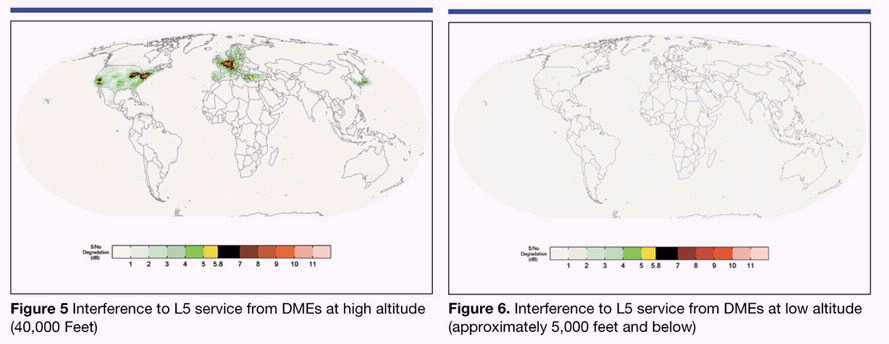 S/No
Degradation
(dB)
1 2 3 4 5 5.8 7 8 9 10 11
Figure 5 Interference to L5 service from DMEs at high altitude
(40,000 Feet)
S/No
Degradation
(dB)
1 2 3 4 5 5.8 7 8 9 10 11
Figure 6. Interference to L5 service from DMEs at low altitude
(approximately 5,000 feet and below)